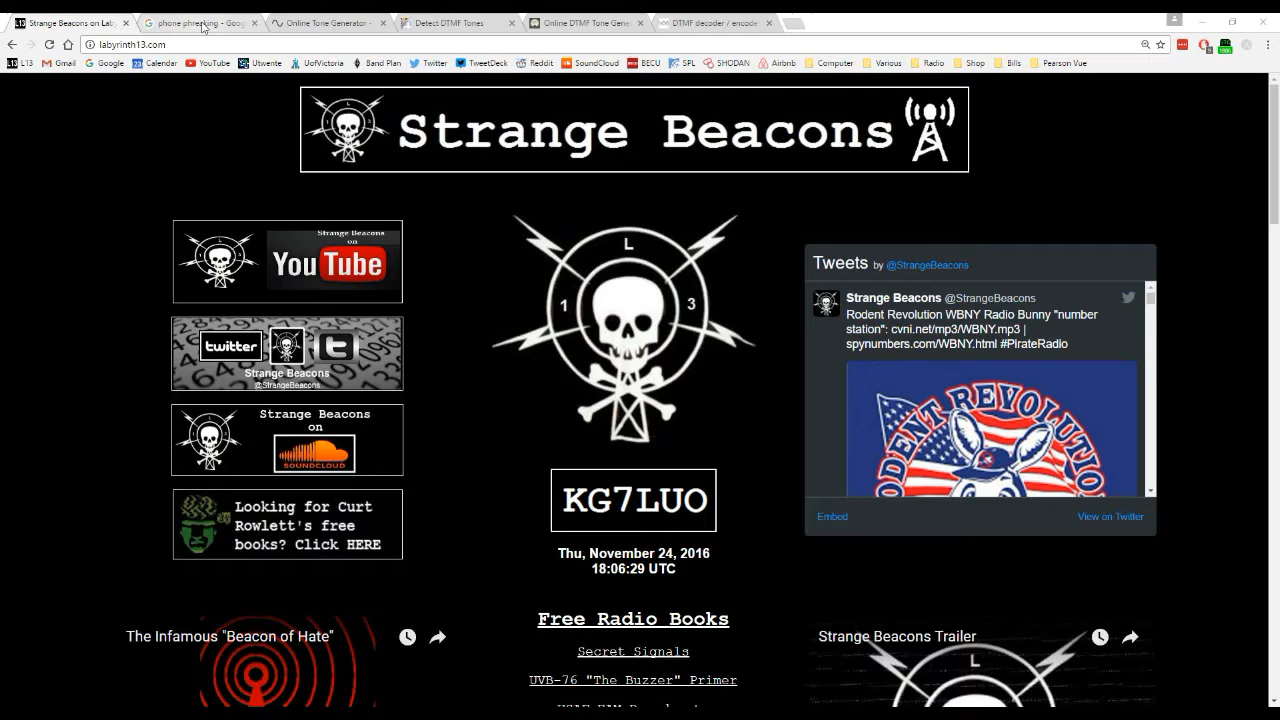 Strange Beacons on Lab
phone phreaking - Goog
Online Tone Generator -
Detect DTMF Tones
Online DTMF Tone Gene
DTMF decoder / encode
labyrinth13.com
L13
Gmail
Google
Calendar
YouTube
Utwente
UofVictoria
Band Plan
Twitter
TweetDeck
Reddit
SoundCloud
BECU
SPL
SHODAN
Airbnb
Computer
Various
Radio
Shop
Bills
Pearson Vue
Strange Beacons
Strange Beacons
on
YouTube
twitter
Strange Beacons
@StrangeBeacons
Strange Beacons
on
SOUNDCLOUD
Looking for Curt
Rowlett's free
books? Click HERE
L
1 3
KG7LUO
Thu, November 24, 2016
18:06:29 UTC
Free Radio Books
Secret Signals
UVB-76 "The Buzzer" Primer
Tweets by @StrangeBeacons
Strange Beacons @StrangeBeacons
Rodent Revolution WBNY Radio Bunny "number
station": cvni.net/mp3/WBNY.mp3 |
spynumbers.com/WBNY.html #PirateRadio
RODENT REVOLUTION
Embed
View on Twitter
The Infamous "Beacon of Hate"
Strange Beacons Trailer
L